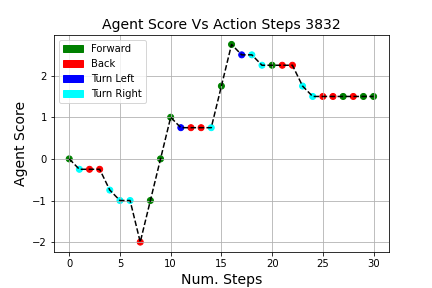 Agent Score Vs Action Steps 3832
Forward
Back
Turn Left
Turn Right
Agent Score
2
1
0
−1
−2
0 5 10 15 20 25 30
Num. Steps